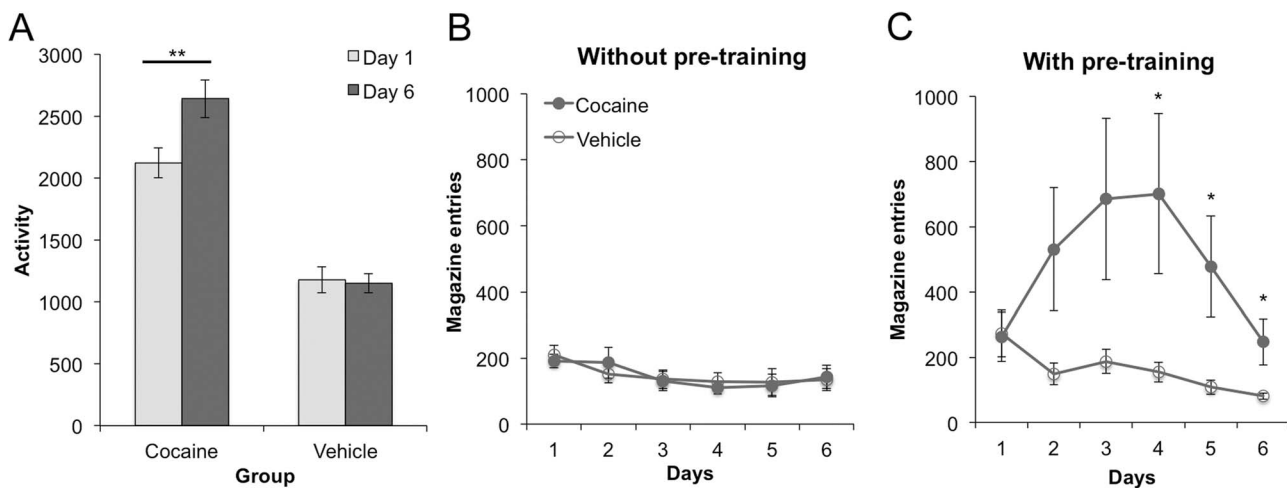 A
3000
2500
2000
1500
1000
500
0
Activity
**
Day 1
Day 6
Cocaine
Vehicle
Group
B
Without pre-training
1000
800
600
400
200
0
Magazine entries
Cocaine
Vehicle
1 2 3 4 5 6
Days
C
With pre-training
1000
800
600
400
200
0
Magazine entries
*
*
*
1 2 3 4 5 6
Days